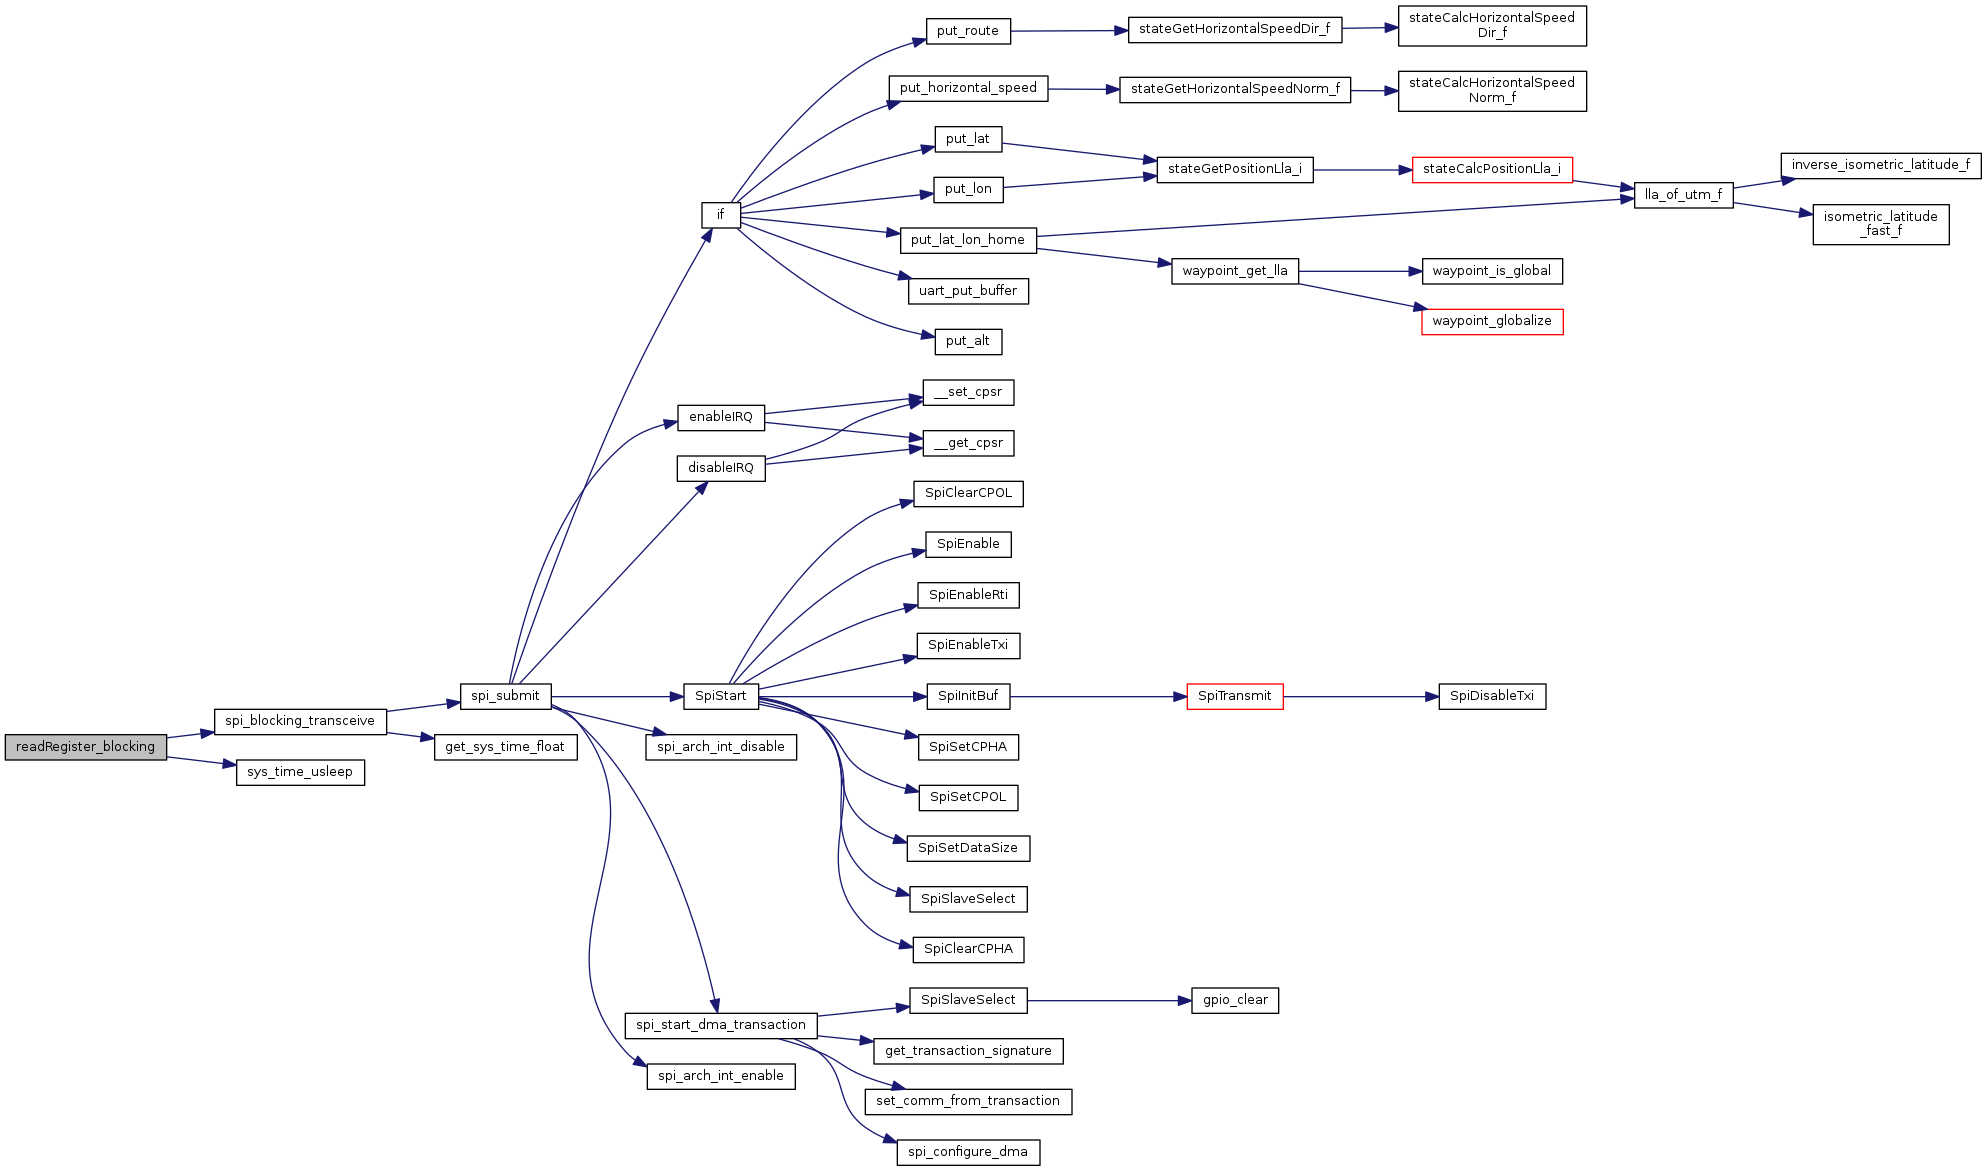 put_route
stateGetHorizontalSpeedDir_f
stateCalcHorizontalSpeed
Dir_f
put_horizontal_speed
stateGetHorizontalSpeedNorm_f
stateCalcHorizontalSpeed
Norm_f
put_lat
put_lon
stateGetPositionLla_i
stateCalcPositionLla_i
lla_of_utm_f
inverse_isometric_latitude_f
isometric_latitude
_fast_f
if
put_lat_lon_home
waypoint_get_lla
waypoint_is_global
waypoint_globalize
uart_put_buffer
put_alt
enableIRQ
disableIRQ
__set_cpsr
__get_cpsr
SpiClearCPOL
SpiEnable
SpiEnableRti
SpiEnableTxi
readRegister_blocking
spi_blocking_transceive
sys_time_usleep
spi_submit
get_sys_time_float
SpiStart
SpiInitBuf
SpiTransmit
SpiDisableTxi
spi_arch_int_disable
SpiSetCPHA
SpiSetCPOL
SpiSetDataSize
SpiSlaveSelect
SpiClearCPHA
spi_start_dma_transaction
SpiSlaveSelect
gpio_clear
get_transaction_signature
spi_arch_int_enable
set_comm_from_transaction
spi_configure_dma